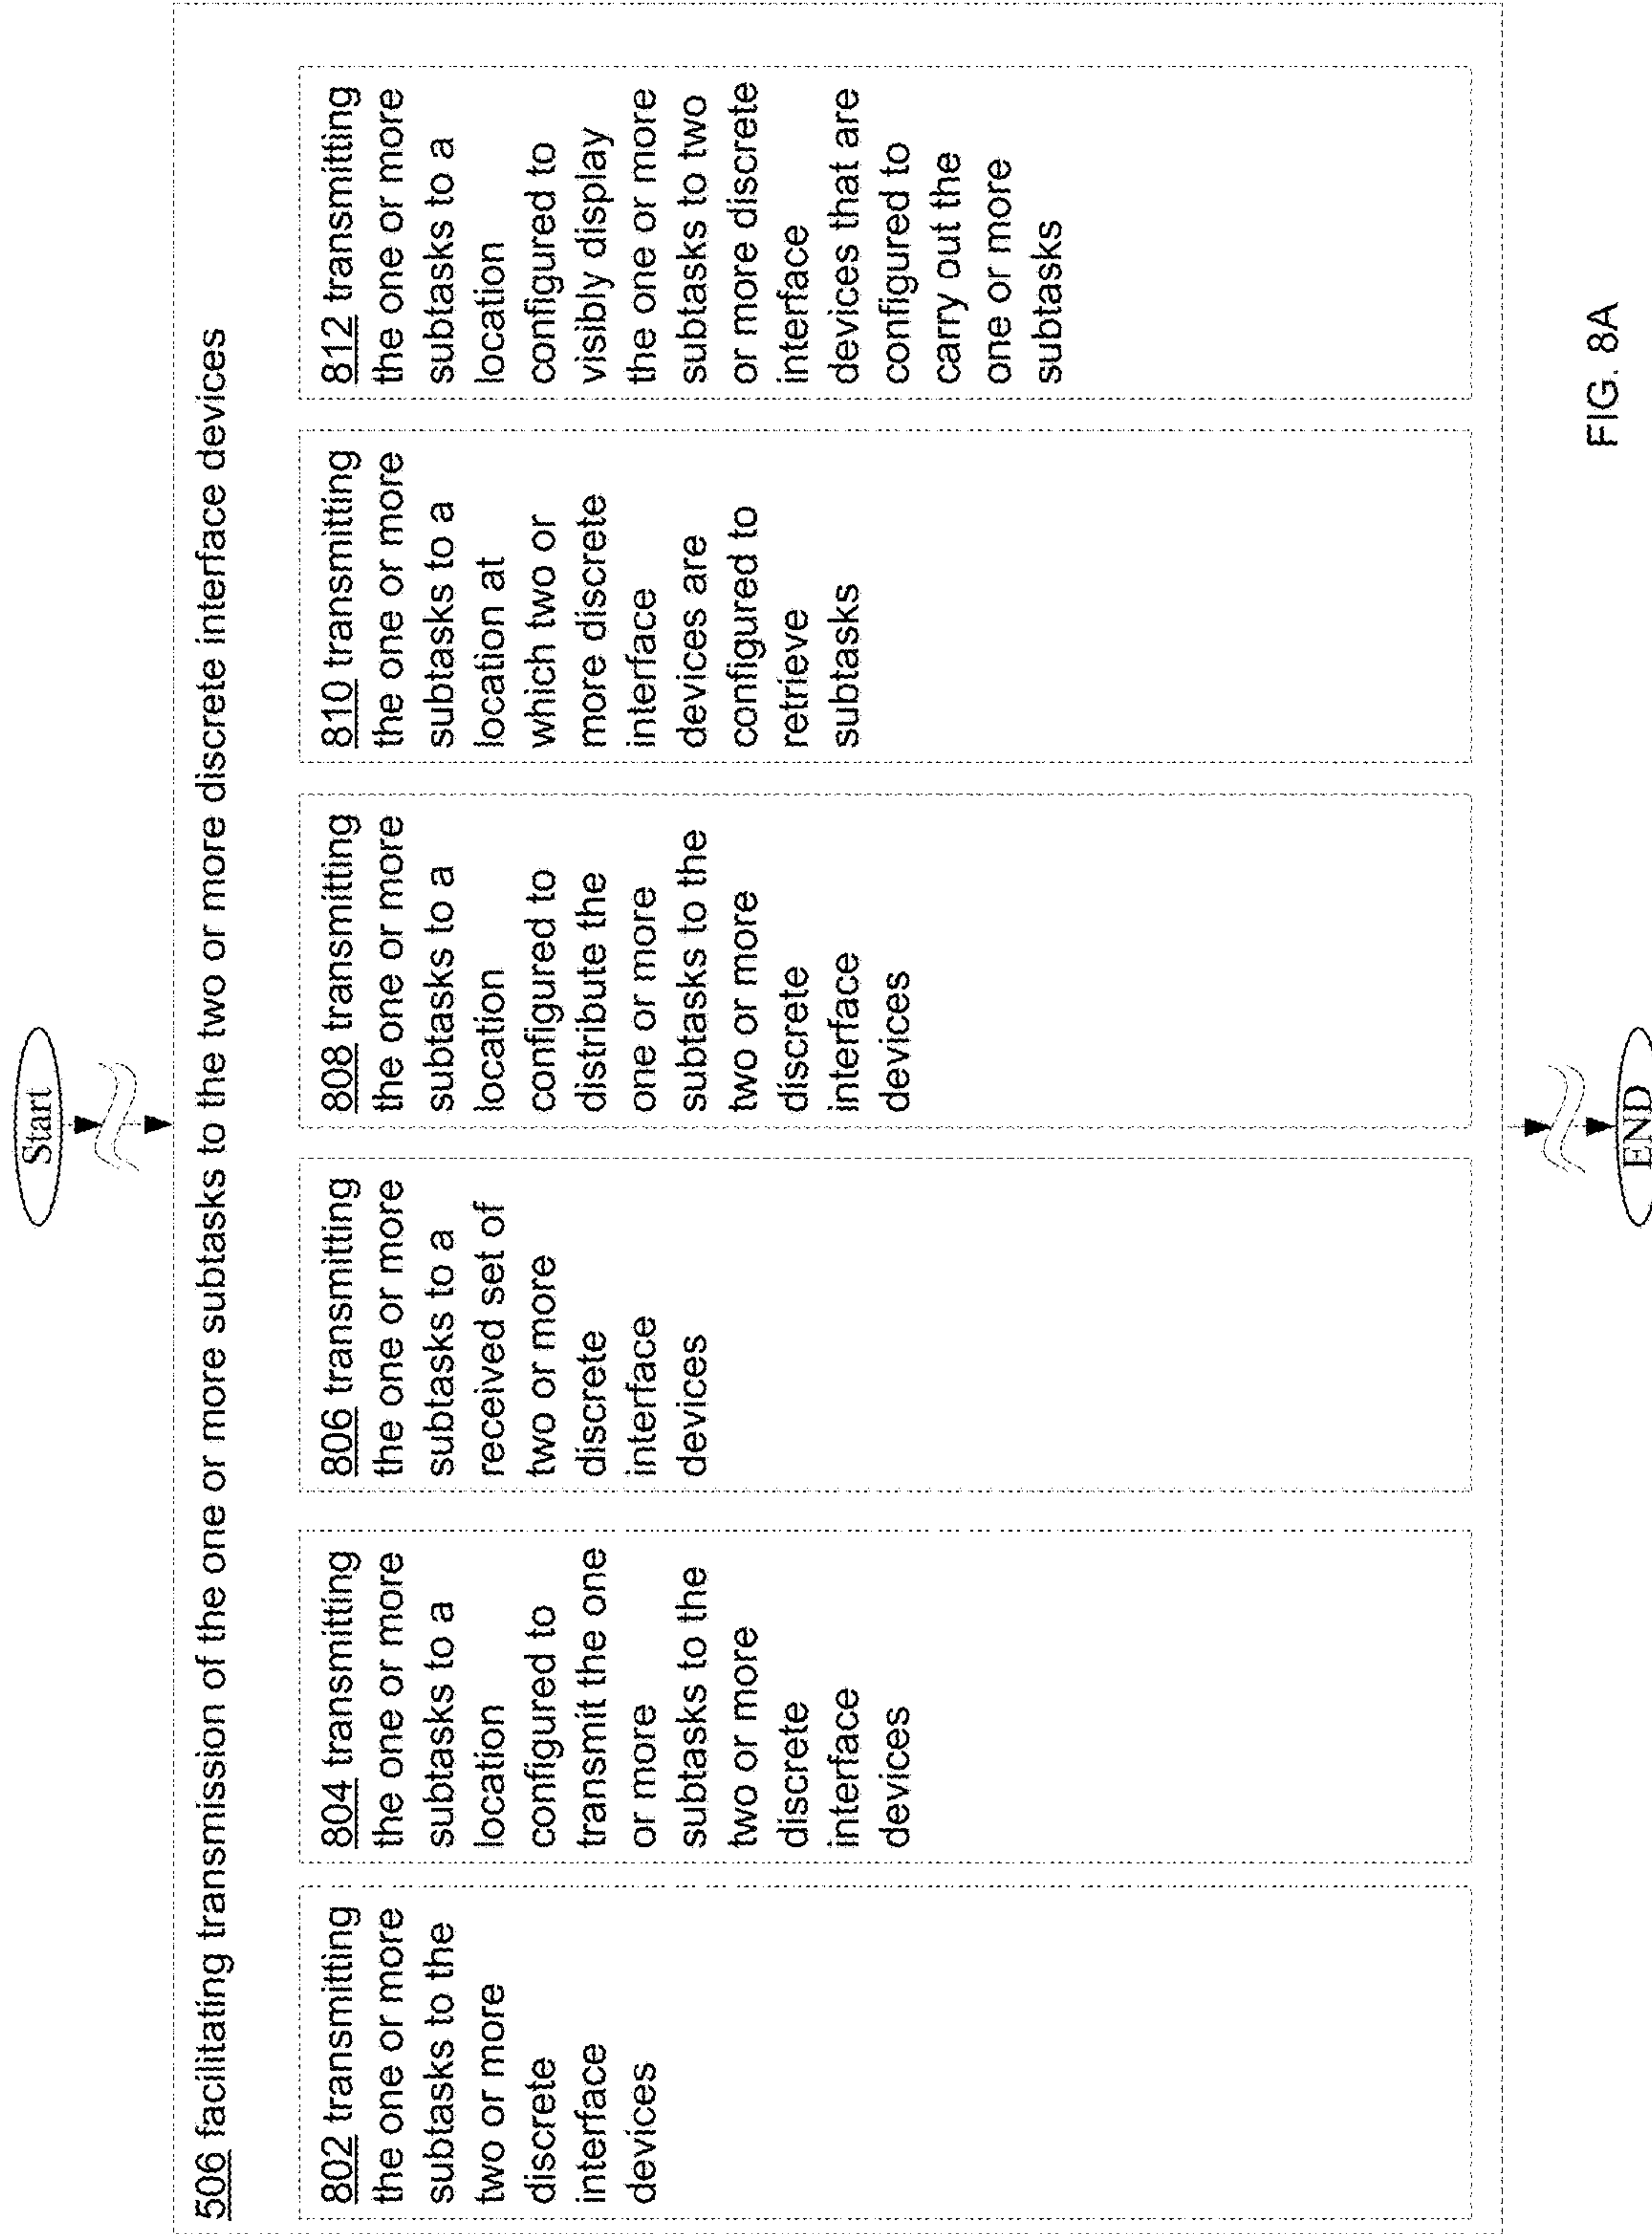 Start
506 facilitating transmission of the one or more subtasks to the two or more discrete interface devices
802 transmitting
the one or more
subtasks to the
two or more
discrete
interface
devices
804 transmitting
the one or more
subtasks to a
location
configured to
transmit the one
or more
subtasks to the
two or more
discrete
interface
devices
806 transmitting
the one or more
subtasks to a
received set of
two or more
discrete
interface
devices
808 transmitting
the one or more
subtasks to a
location
configured to
distribute the
one or more
subtasks to the
two or more
discrete
interface
devices
810 transmitting
the one or more
subtasks to a
location at
which two or
more discrete
interface
devices are
configured to
retrieve
subtasks
812 transmitting
the one or more
subtasks to a
location
configured to
visibly display
the one or more
subtasks to two
or more discrete
interface
devices that are
configured to
carry out the
one or more
subtasks
END
FIG. 8A